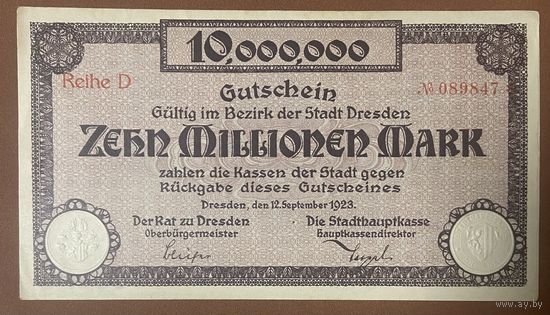 10,000,000
Reihe D
№ 089847
Gutschein
Gültig im Bezirk der Stadt Dresden
Zehn Millionen Mark
zahlen die Kassen der Stadt gegen
Rückgabe dieses Gutscheines
Dresden, den 12. September 1923.
Der Rat zu Dresden
Oberbürgermeister
Die Stadthauptkasse
Hauptkassendirektor
ay.by